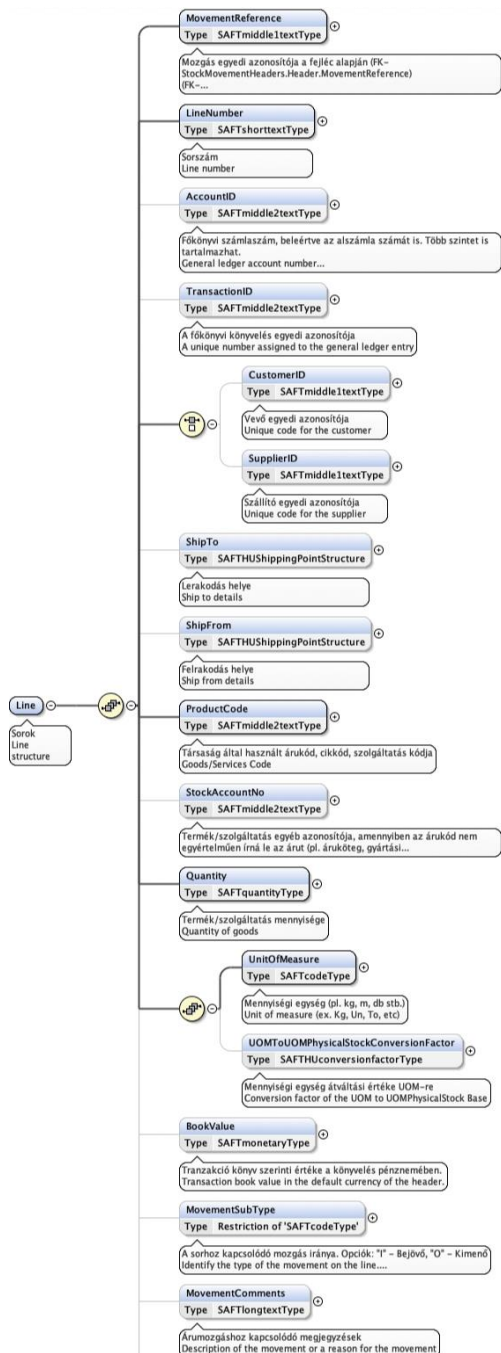 MovementReference
Type SAFTmiddle1textType
Mozgás egyedi azonosítója a fejléc alapján (FK-
StockMovementHeaders.Header.MovementReference)
(FK-...
LineNumber
Type SAFTshorttextType
Sorszám
Line number
AccountID
Type SAFTmiddle2textType
Főkönyvi számlaszám, beleértve az alszámla számát is. Több szintet is
tartalmazhat.
General ledger account number...
TransactionID
Type SAFTmiddle2textType
A főkönyvi könyvelés egyedi azonosítója
A unique number assigned to the general ledger entry
CustomerID
Type SAFTmiddle1textType
Vevő egyedi azonosítója
Unique code for the customer
SupplierID
Type SAFTmiddle1textType
Szállító egyedi azonosítója
Unique code for the supplier
ShipTo
Type SAFTHUShippingPointStructure
Lerakodás helye
Ship to details
ShipFrom
Type SAFTHUShippingPointStructure
Felrakodás helye
Ship from details
Line
Sorok
Line
structure
ProductCode
Type SAFTmiddle2textType
Társaság által használt árukód, cikkód, szolgáltatás kódja
Goods/Services Code
StockAccountNo
Type SAFTmiddle2textType
Termék/szolgáltatás egyéb azonosítója, amennyiben az árukód nem
egyértelműen írná le az árut (pl. áruköteg, gyártási...
Quantity
Type SAFTquantityType
Termék/szolgáltatás mennyisége
Quantity of goods
UnitOfMeasure
Type SAFTcodeType
Mennyiségi egység (pl. kg, m, db stb.)
Unit of measure (ex. Kg, Un, To, etc)
UOMToUOMPhysicalStockConversionFactor
Type SAFTHUconversionfactorType
Mennyiségi egység átváltási értéke UOM-re
Conversion factor of the UOM to UOMPhysicalStock Base
BookValue
Type SAFTmonetaryType
Tranzakció könyv szerinti értéke a könyvelés pénznemében.
Transaction book value in the default currency of the header.
MovementSubType
Type Restriction of 'SAFTcodeType'
A sorhoz kapcsolódó mozgás iránya. Opciók: "I" - Bejövő, "O" - Kimenő
Identify the type of the movement on the line....
MovementComments
Type SAFTlongtextType
Árumozgáshoz kapcsolódó megjegyzések
Description of the movement or a reason for the movement